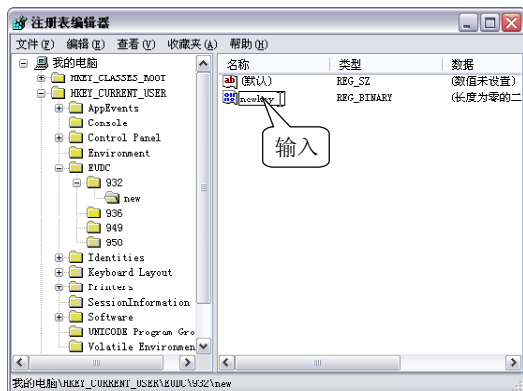 注册表编辑器
文件(F) 编辑(E) 查看(V) 收藏夹(A) 帮助(H)
我的电脑
HKEY_CLASSES_ROOT
HKEY_CURRENT_USER
AppEvents
Console
Control Panel
Environment
EUDC
932
new
936
949
950
Identities
Keyboard Layout
Printers
SessionInformation
Software
UNICODE Program Gro
Volatile Environmen
名称 类型 数据
(默认) REG_SZ (数值未设置)
newkey REG_BINARY (长度为零的二
输入
我的电脑\HKEY_CURRENT_USER\EUDC\932\new